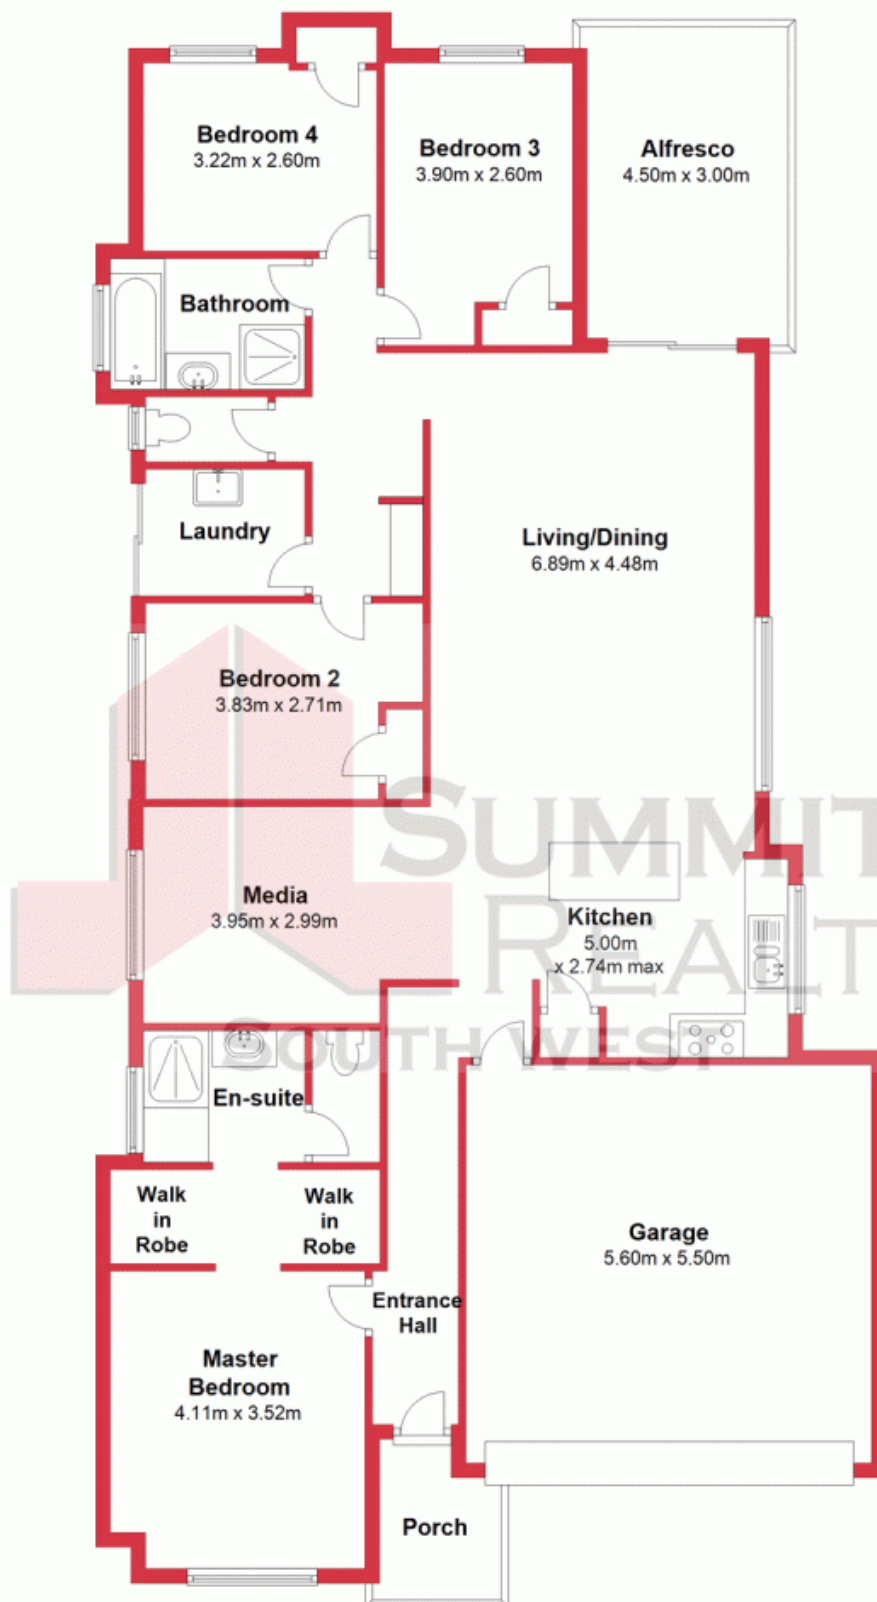 Bedroom 4
3.22m x 2.60m
Bedroom 3
3.90m x 2.60m
Alfresco
4.50m x 3.00m
Bathroom
Laundry
Living/Dining
6.89m x 4.48m
Bedroom 2
3.83m x 2.71m
SUMMIT
REALT
SOUTH WEST
Media
3.95m x 2.99m
Kitchen
5.00m
x 2.74m max
En-suite
Walk
in
Robe
Walk
in
Robe
Garage
5.60m x 5.50m
Entrance
Hall
Master
Bedroom
4.11m x 3.52m
Porch